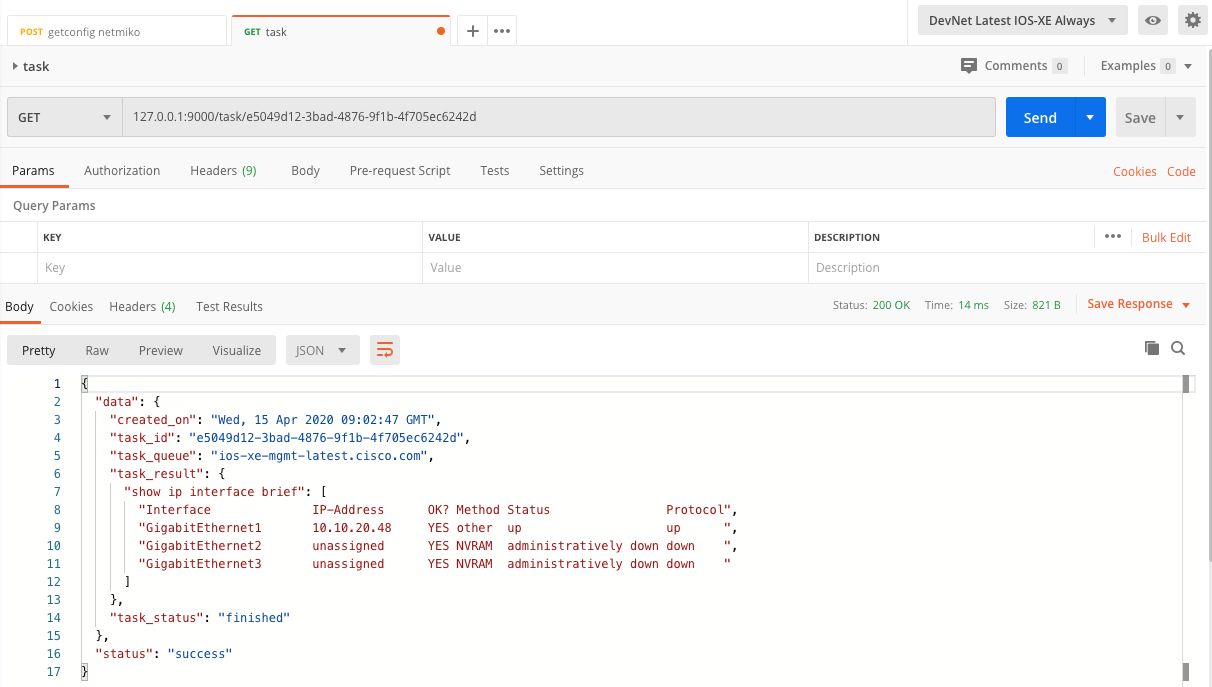 POST getconfig netmiko GET task DevNet Latest IOS-XE Always
task Comments 0 Examples 0
GET 127.0.0.1:9000/task/e5049d12-3bad-4876-9f1b-4f705ec6242d Send Save
Params Authorization Headers (9) Body Pre-request Script Tests Settings Cookies Code
Query Params
KEY VALUE DESCRIPTION Bulk Edit
Key Value Description
Body Cookies Headers (4) Test Results Status: 200 OK Time: 14 ms Size: 821 B Save Response
Pretty Raw Preview Visualize JSON
1 {
2 "data": {
3 "created_on": "Wed, 15 Apr 2020 09:02:47 GMT",
4 "task_id": "e5049d12-3bad-4876-9f1b-4f705ec6242d",
5 "task_queue": "ios-xe-mgmt-latest.cisco.com",
6 "task_result": {
7 "show ip interface brief": [
8 "Interface              IP-Address      OK? Method Status                Protocol",
9 "GigabitEthernet1       10.10.20.48     YES other  up                    up      ",
10 "GigabitEthernet2       unassigned      YES NVRAM  administratively down down    ",
11 "GigabitEthernet3       unassigned      YES NVRAM  administratively down down    "
12 ]
13 },
14 "task_status": "finished"
15 },
16 "status": "success"
17 }